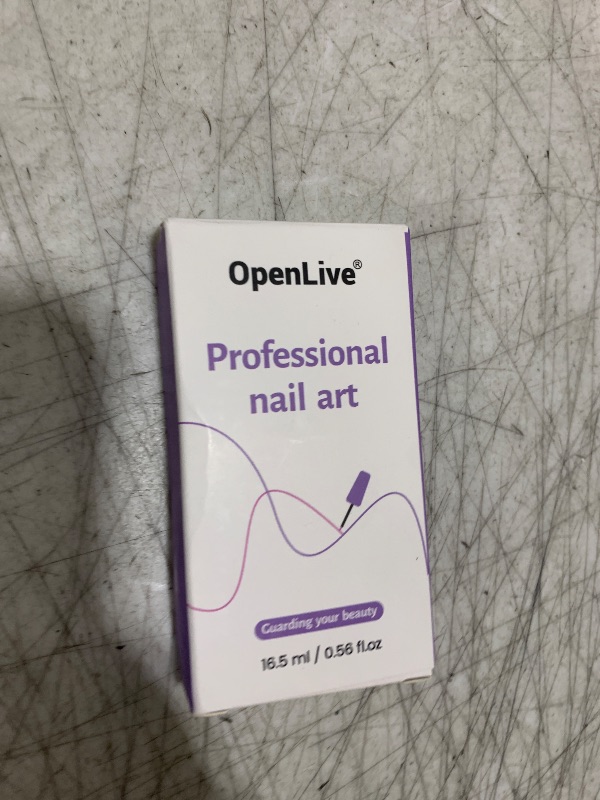 OpenLive®
Professional
nail art
Guarding your beauty
16.5 ml / 0.56 fl.oz